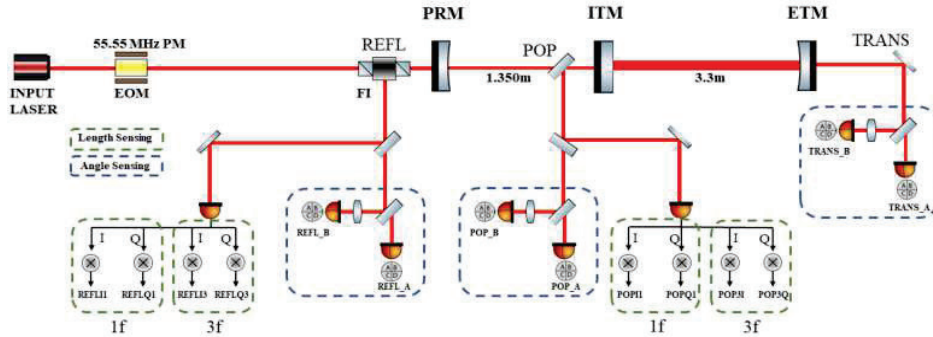 PRM
ITM
ETM
55.55 MHz PM
REFL
POP
TRANS
INPUT
LASER
EOM
FI
1.350m
3.3m
Length Sensing
Angle Sensing
A B
C D
TRANS_B
A B
C D
TRANS_A
A B
C D
REFL_B
A B
C D
REFL_A
A B
C D
POP_B
A B
C D
POP_A
I Q I Q
I Q I Q
REFLI1 REFLQ1 REFLI3 REFLQ3
POPI1 POPQ1 POP3I POP3Q
1f 3f
1f 3f